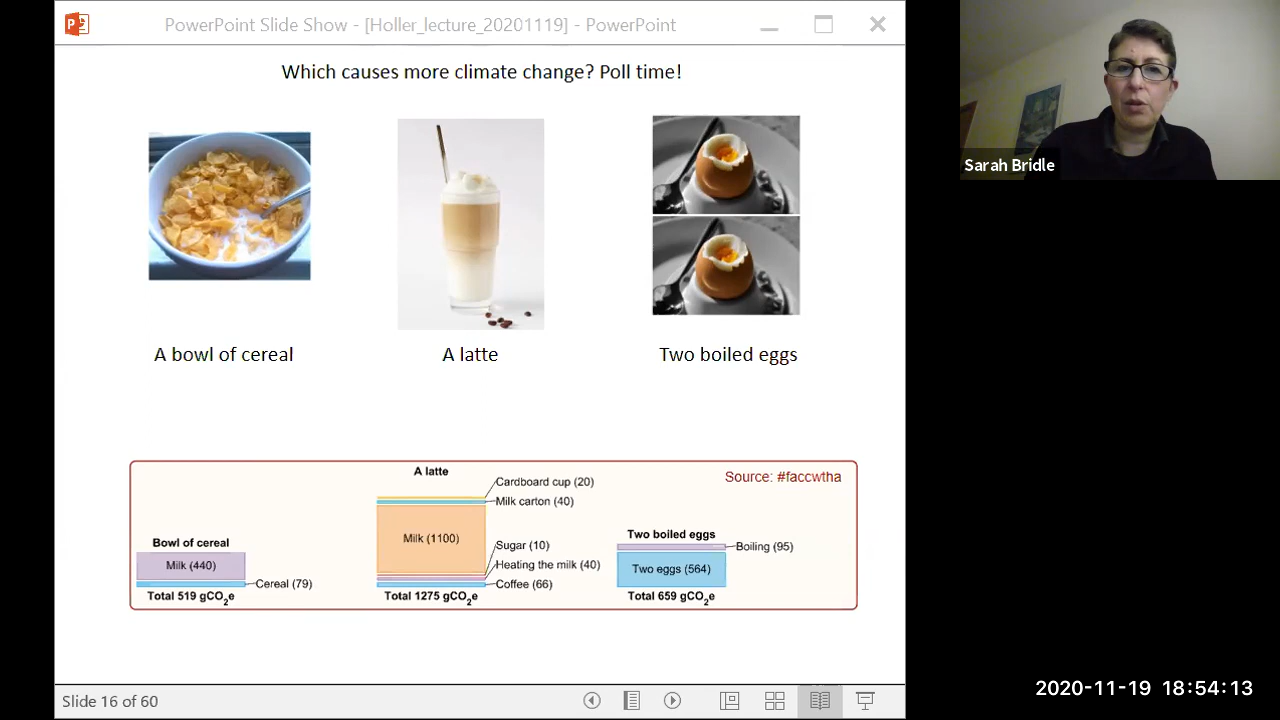 PowerPoint Slide Show - [Holler_lecture_20201119] - PowerPoint
Which causes more climate change? Poll time!
Sarah Bridle
A bowl of cereal
A latte
Two boiled eggs
Source: #faccwtha
Bowl of cereal
Milk (440)
Cereal (79)
Total 519 gCO2e
A latte
Cardboard cup (20)
Milk carton (40)
Milk (1100)
Sugar (10)
Heating the milk (40)
Coffee (66)
Total 1275 gCO2e
Two boiled eggs
Boiling (95)
Two eggs (564)
Total 659 gCO2e
Slide 16 of 60
2020-11-19 18:54:13